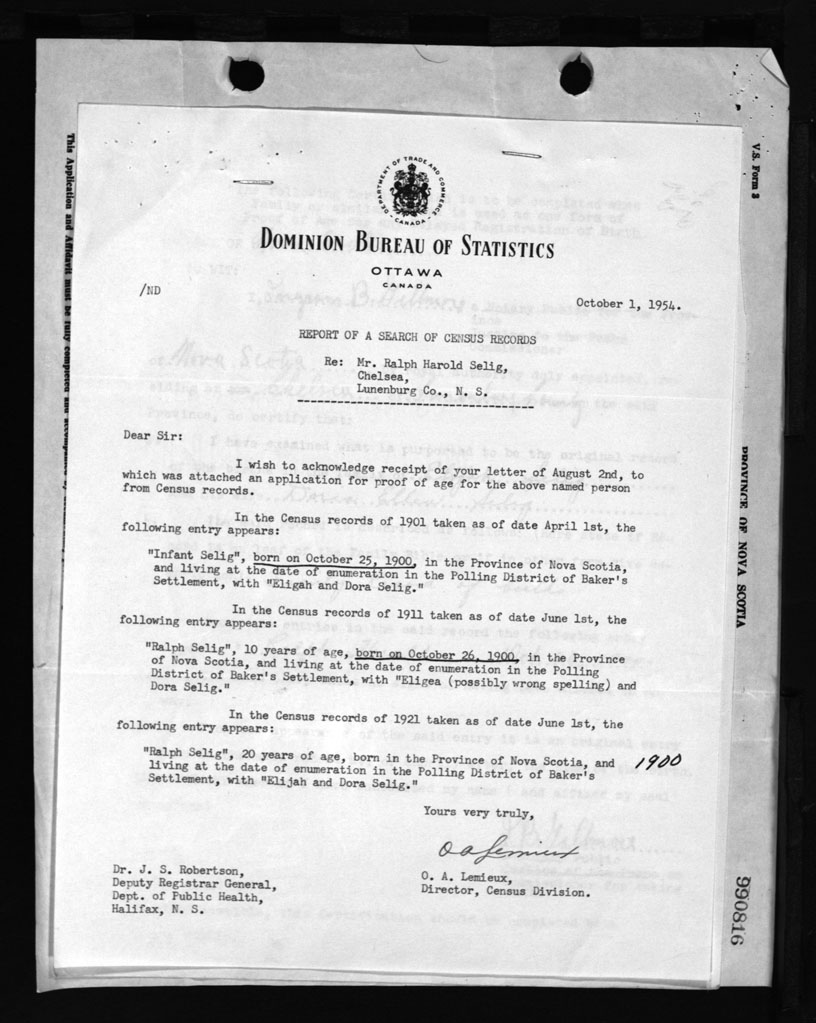 DEPARTMENT OF TRADE AND COMMERCE
CANADA
DOMINION BUREAU OF STATISTICS
OTTAWA
CANADA
/ND
October 1, 1954.
REPORT OF A SEARCH OF CENSUS RECORDS
Re: Mr. Ralph Harold Selig,
Chelsea,
Lunenburg Co., N. S.
Dear Sir:
I wish to acknowledge receipt of your letter of August 2nd, to
which was attached an application for proof of age for the above named person
from Census records.
In the Census records of 1901 taken as of date April 1st, the
following entry appears:
"Infant Selig", born on October 25, 1900, in the Province of Nova Scotia,
and living at the date of enumeration in the Polling District of Baker's
Settlement, with "Eligah and Dora Selig."
In the Census records of 1911 taken as of date June 1st, the
following entry appears:
"Ralph Selig", 10 years of age, born on October 26, 1900, in the Province
of Nova Scotia, and living at the date of enumeration in the Polling
District of Baker's Settlement, with "Eligea (possibly wrong spelling) and
Dora Selig."
In the Census records of 1921 taken as of date June 1st, the
following entry appears:
"Ralph Selig", 20 years of age, born in the Province of Nova Scotia, and
living at the date of enumeration in the Polling District of Baker's
Settlement, with "Elijah and Dora Selig."
1900
Yours very truly,
O A Lemieux
O. A. Lemieux,
Director, Census Division.
Dr. J. S. Robertson,
Deputy Registrar General,
Dept. of Public Health,
Halifax, N. S.
This Application and Affidavit must be fully completed and
V.S. Form 3
PROVINCE OF NOVA SCOTIA
990816